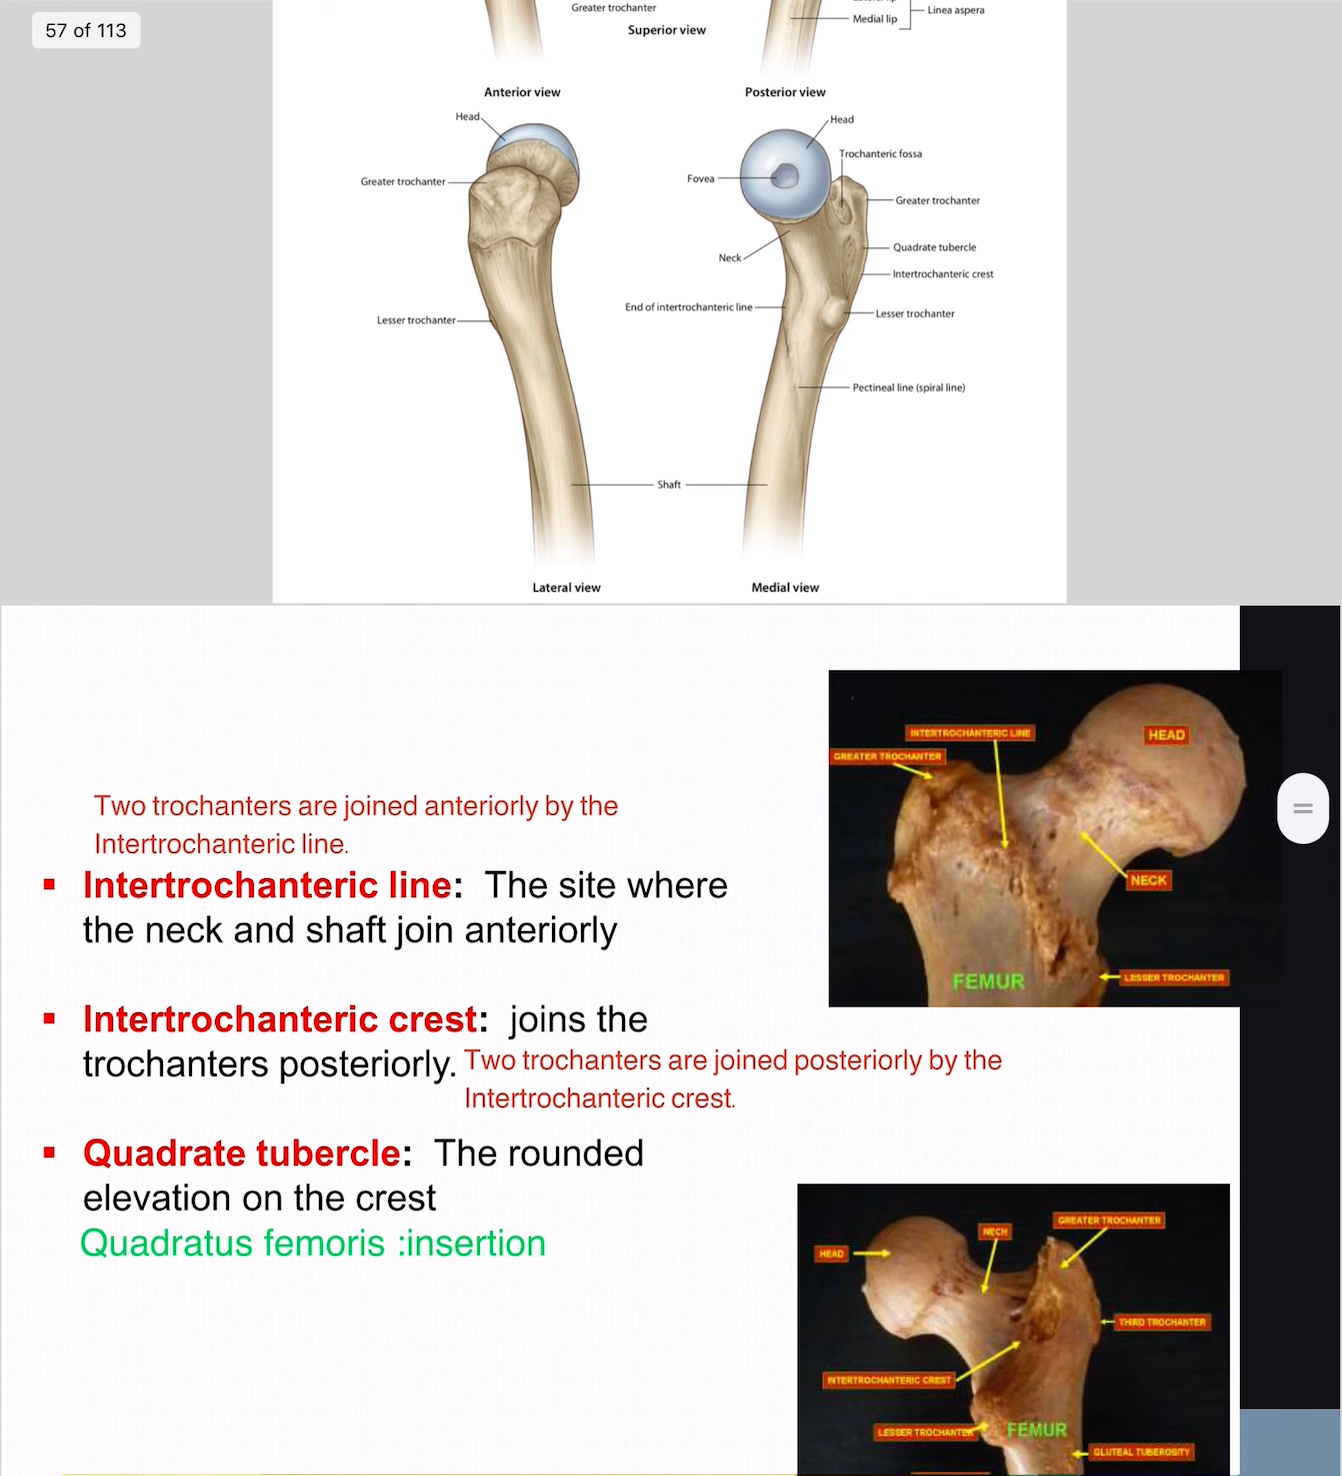 57 of 113
Greater trochanter
Superior view
Medial lip
Linea aspera
Anterior view
Posterior view
Head
Greater trochanter
Lesser trochanter
Head
Trochanteric fossa
Fovea
Greater trochanter
Quadrate tubercle
Neck
Intertrochanteric crest
End of intertrochanteric line
Lesser trochanter
Pectineal line (spiral line)
Shaft
Lateral view
Medial view
Two trochanters are joined anteriorly by the
Intertrochanteric line.
▪ Intertrochanteric line: The site where
the neck and shaft join anteriorly
▪ Intertrochanteric crest: joins the
trochanters posteriorly.
Two trochanters are joined posteriorly by the
Intertrochanteric crest.
▪ Quadrate tubercle: The rounded
elevation on the crest
Quadratus femoris :insertion
INTERTROCHANTERIC LINE
HEAD
GREATER TROCHANTER
NECK
FEMUR
LESSER TROCHANTER
GREATER TROCHANTER
NECH
HEAD
THIRD TROCHANTER
INTERTROCHANTERIC CREST
LESSER TROCHANTER
FEMUR
GLUTEAL TUBEROSITY